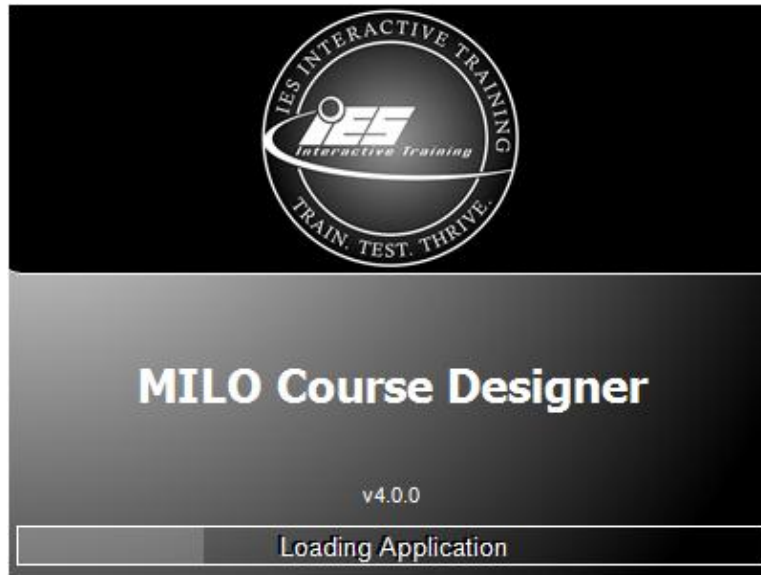 IES INTERACTIVE TRAINING
iES
Interactive Training
TRAIN. TEST. THRIVE.
MILO Course Designer
v4.0.0
Loading Application